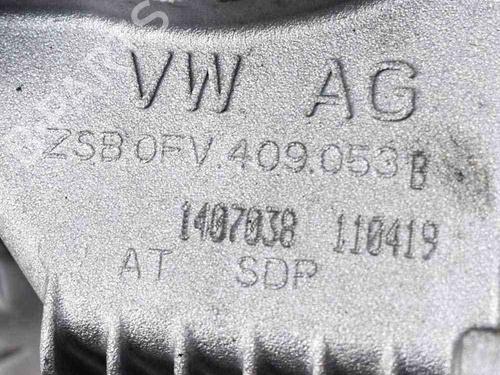 VW AG
ZSB 0FV.409.053 B
1407038 110419
AT SDP